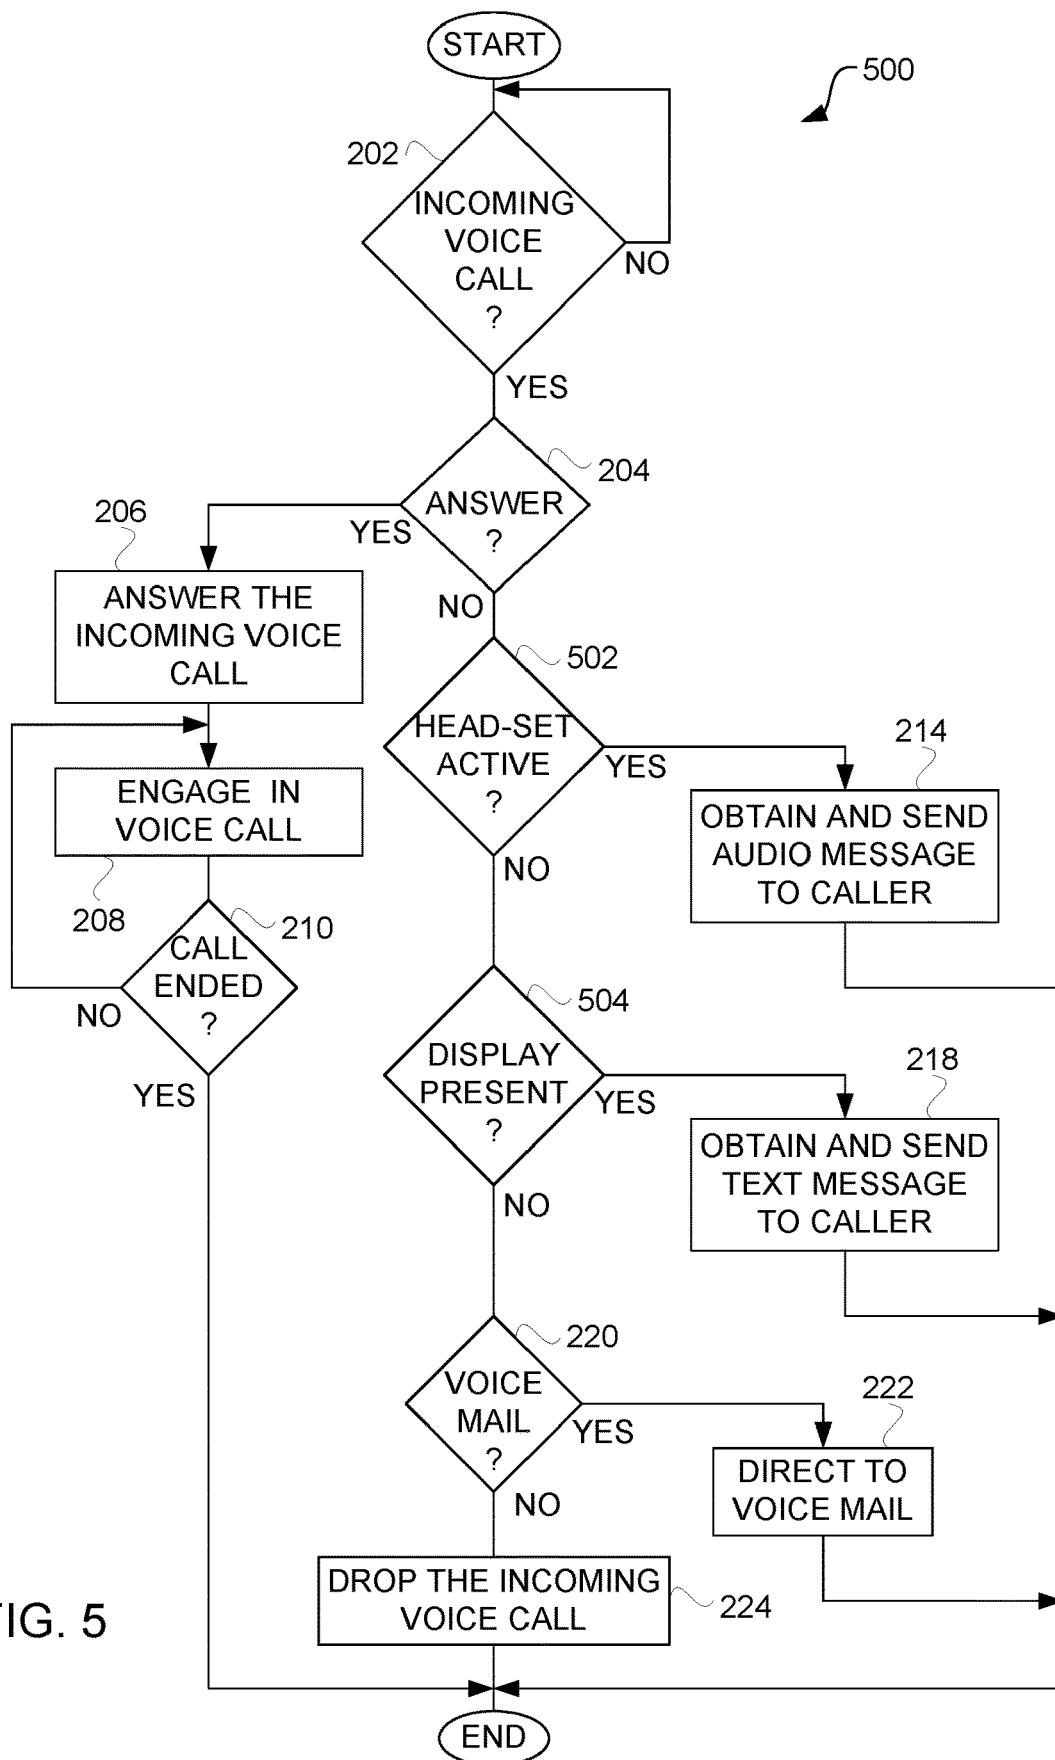 START
500
202
INCOMING
VOICE
CALL
?
NO
YES
204
ANSWER
?
YES
NO
206
ANSWER THE
INCOMING VOICE
CALL
502
HEAD-SET
ACTIVE
?
YES
NO
214
OBTAIN AND SEND
AUDIO MESSAGE
TO CALLER
ENGAGE IN
VOICE CALL
208
210
CALL
ENDED
?
NO
YES
504
DISPLAY
PRESENT
?
YES
NO
218
OBTAIN AND SEND
TEXT MESSAGE
TO CALLER
220
VOICE
MAIL
?
YES
NO
222
DIRECT TO
VOICE MAIL
DROP THE INCOMING
VOICE CALL
224
IG. 5
END